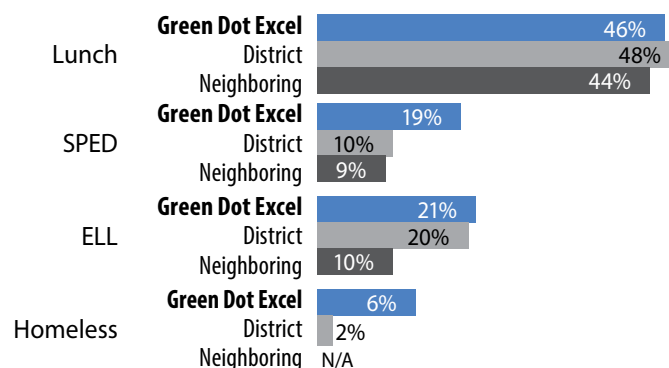 Green Dot Excel 46%
Lunch District 48%
Neighboring 44%
Green Dot Excel 19%
SPED District 10%
Neighboring 9%
Green Dot Excel 21%
ELL District 20%
Neighboring 10%
Green Dot Excel 6%
Homeless District 2%
Neighboring N/A